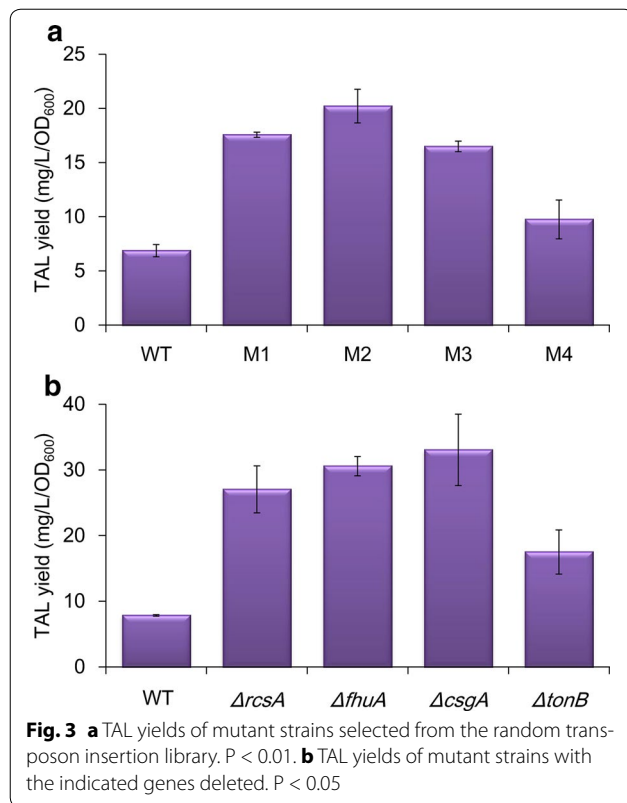 a
25
20
15
10
5
0
TAL yield (mg/L/OD600)
WT M1 M2 M3 M4
b
40
30
20
10
0
TAL yield (mg/L/OD600)
WT ΔrcsA ΔfhuA ΔcsgA ΔtonB
Fig. 3 a TAL yields of mutant strains selected from the random trans-
poson insertion library. P < 0.01. b TAL yields of mutant strains with
the indicated genes deleted. P < 0.05